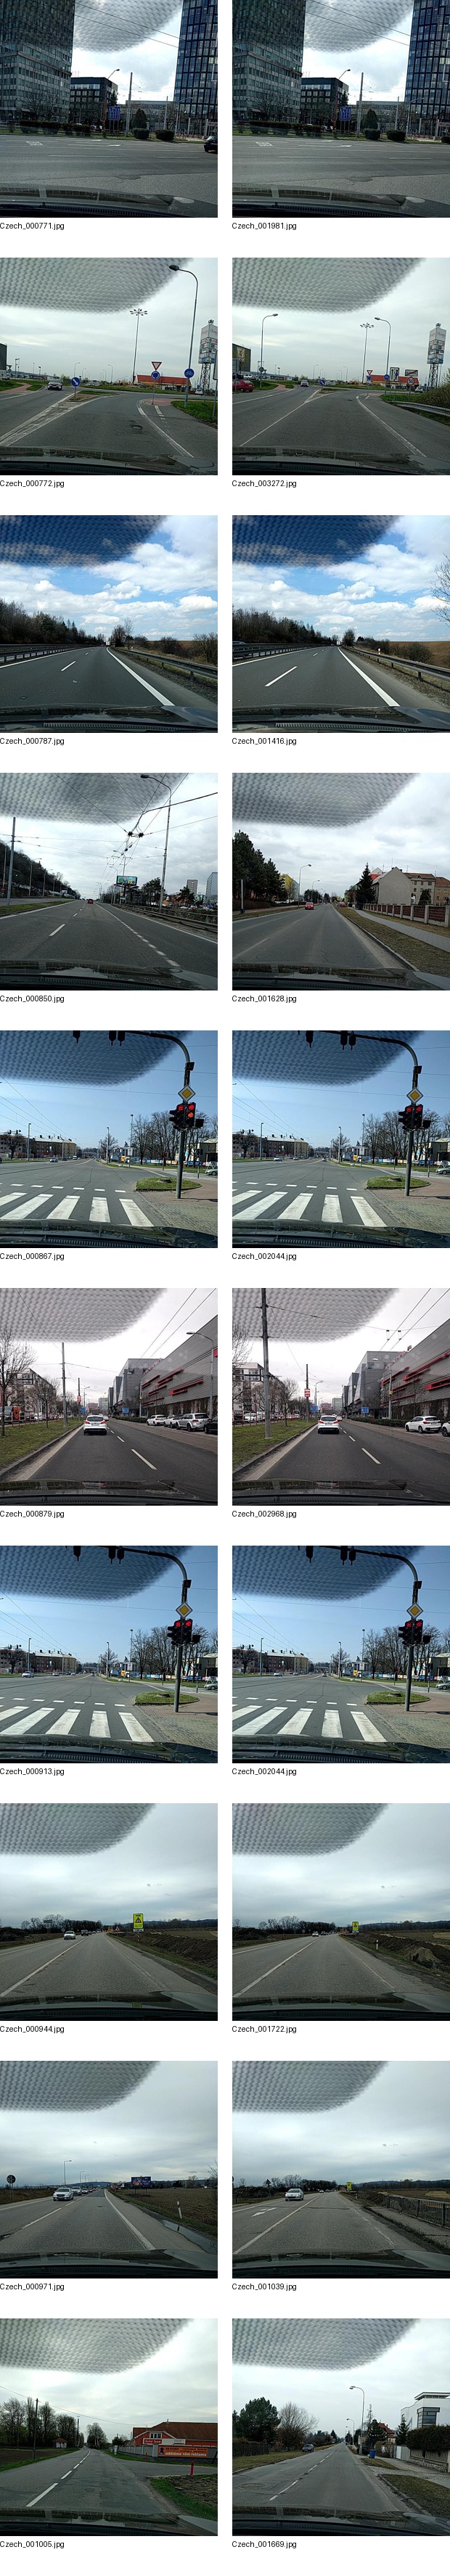 Czech_000771.jpg
Czech_001981.jpg
Czech_000772.jpg
Czech_003272.jpg
Czech_000787.jpg
Czech_001416.jpg
Czech_000850.jpg
Czech_001628.jpg
Czech_000867.jpg
Czech_002044.jpg
Czech_000879.jpg
Czech_002968.jpg
Czech_000913.jpg
Czech_002044.jpg
Czech_000944.jpg
Czech_001722.jpg
Czech_000971.jpg
Czech_001039.jpg
Czech_001005.jpg
Czech_001669.jpg